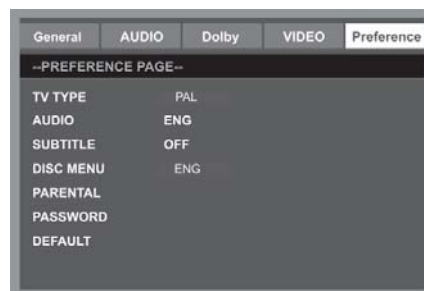 General AUDIO Dolby VIDEO Preference
--PREFERENCE PAGE--
TV TYPE PAL
AUDIO ENG
SUBTITLE OFF
DISC MENU ENG
PARENTAL
PASSWORD
DEFAULT